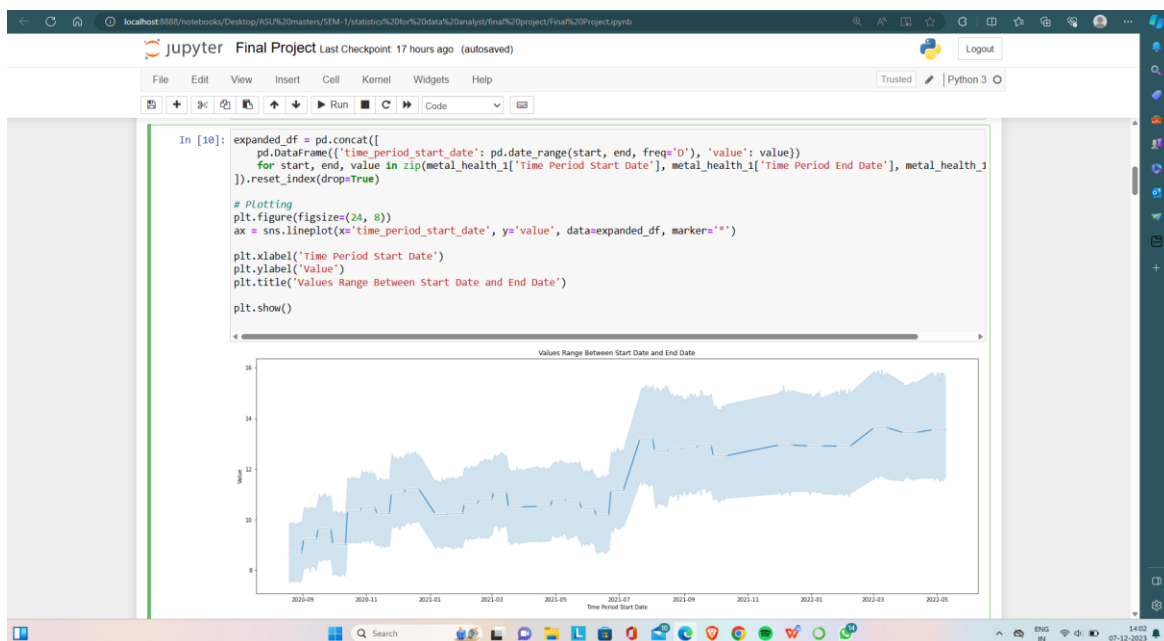 localhost:8888/notebooks/Desktop/ASU%20masters/SEM-1/statistics%20for%20data%20analyst/final%20project/Final%20Project.ipynb
jupyter Final Project Last Checkpoint: 17 hours ago (autosaved)
Logout
File Edit View Insert Cell Kernel Widgets Help
Trusted Python 3
Run Code
In [10]: expanded_df = pd.concat([
pd.DataFrame({'time_period_start_date': pd.date_range(start, end, freq='D'), 'value': value})
for start, end, value in zip(metal_health_1['Time Period Start Date'], metal_health_1['Time Period End Date'], metal_health_1
]).reset_index(drop=True)
# Plotting
plt.figure(figsize=(24, 8))
ax = sns.lineplot(x='time_period_start_date', y='value', data=expanded_df, marker='*')
plt.xlabel('Time Period Start Date')
plt.ylabel('Value')
plt.title('Values Range Between Start Date and End Date')
plt.show()
Values Range Between Start Date and End Date
16
14
12
Value
10
8
2020-09 2020-11 2021-01 2021-03 2021-05 2021-07 2021-09 2021-11 2022-01 2022-03 2022-05
Time Period Start Date
Search
ENG
IN
14:02
07-12-2023